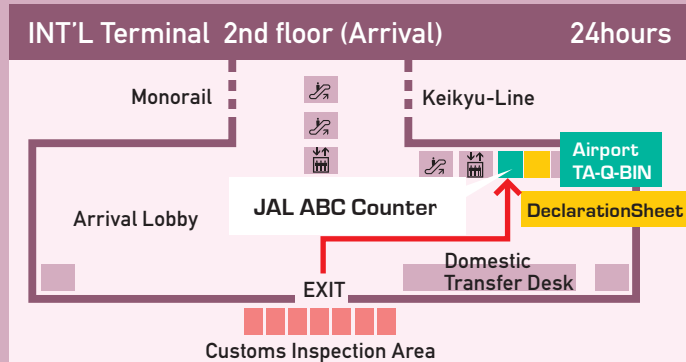 INT'L Terminal 2nd floor (Arrival) 24hours
Monorail
Keikyu-Line
Airport
TA-Q-BIN
JAL ABC Counter
DeclarationSheet
Arrival Lobby
Domestic
Transfer Desk
EXIT
Customs Inspection Area